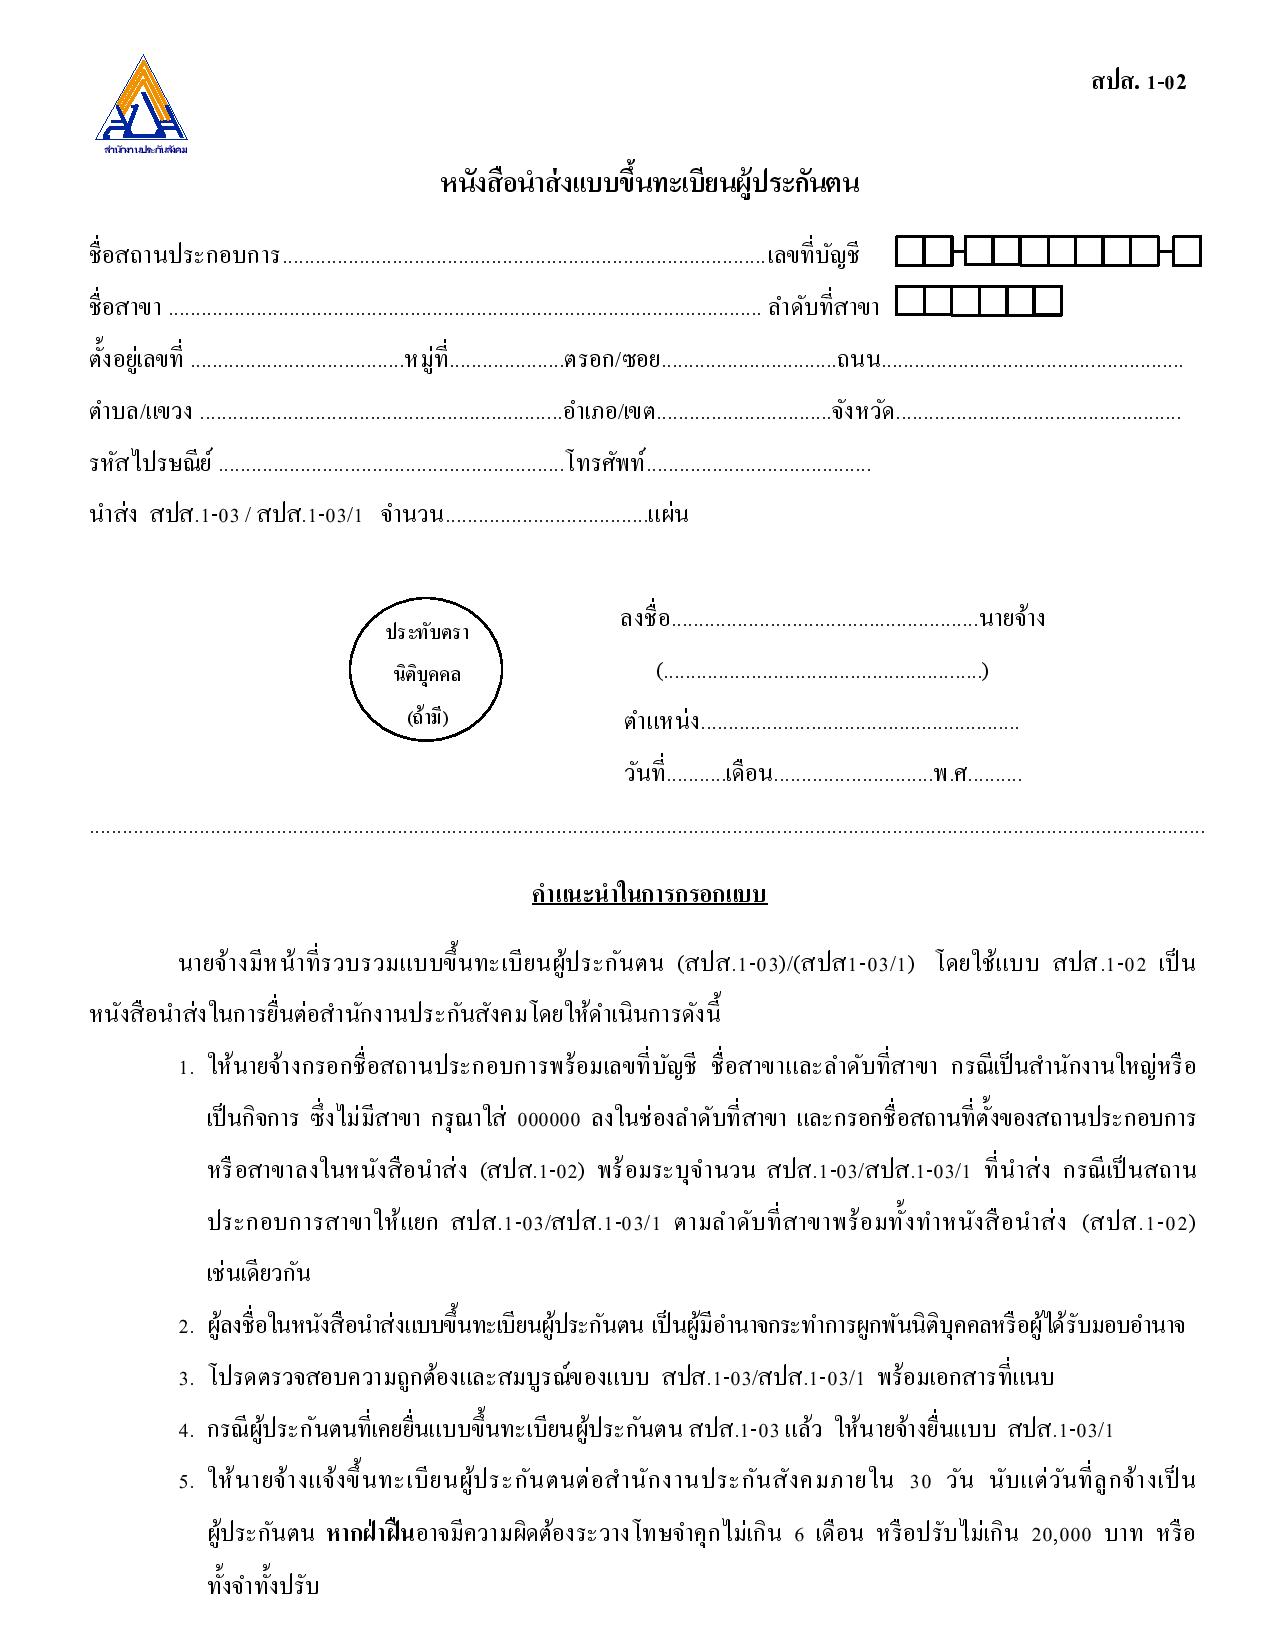 สปส. 1-02
สำนักงานประกันสังคม
หนังสือนำส่งแบบขึ้นทะเบียนผู้ประกันตน
ชื่อสถานประกอบการ........................................................................................เลขที่บัญชี
ชื่อสาขา ............................................................................................................ ลำดับที่สาขา
ตั้งอยู่เลขที่ .......................................หมู่ที่.....................ตรอก/ซอย................................ถนน.......................................................
ตำบล/แขวง ..................................................................อำเภอ/เขต................................จังหวัด....................................................
รหัสไปรษณีย์ ...............................................................โทรศัพท์.........................................
นำส่ง สปส.1-03 / สปส.1-03/1 จำนวน.....................................แผ่น
ประทับตรา
นิติบุคคล
(ถ้ามี)
ลงชื่อ........................................................นายจ้าง
(..........................................................)
ตำแหน่ง..........................................................
วันที่...........เดือน.............................พ.ศ..........
คำแนะนำในการกรอกแบบ
นายจ้างมีหน้าที่รวบรวมแบบขึ้นทะเบียนผู้ประกันตน (สปส.1-03)/(สปส1-03/1) โดยใช้แบบ สปส.1-02 เป็น
หนังสือนำส่งในการยื่นต่อสำนักงานประกันสังคมโดยให้ดำเนินการดังนี้
1. ให้นายจ้างกรอกชื่อสถานประกอบการพร้อมเลขที่บัญชี ชื่อสาขาและลำดับที่สาขา กรณีเป็นสำนักงานใหญ่หรือ
เป็นกิจการ ซึ่งไม่มีสาขา กรุณาใส่ 000000 ลงในช่องลำดับที่สาขา และกรอกชื่อสถานที่ตั้งของสถานประกอบการ
หรือสาขาลงในหนังสือนำส่ง (สปส.1-02) พร้อมระบุจำนวน สปส.1-03/สปส.1-03/1 ที่นำส่ง กรณีเป็นสถาน
ประกอบการสาขาให้แยก สปส.1-03/สปส.1-03/1 ตามลำดับที่สาขาพร้อมทั้งทำหนังสือนำส่ง (สปส.1-02)
เช่นเดียวกัน
2. ผู้ลงชื่อในหนังสือนำส่งแบบขึ้นทะเบียนผู้ประกันตน เป็นผู้มีอำนาจกระทำการผูกพันนิติบุคคลหรือผู้ได้รับมอบอำนาจ
3. โปรดตรวจสอบความถูกต้องและสมบูรณ์ของแบบ สปส.1-03/สปส.1-03/1 พร้อมเอกสารที่แนบ
4. กรณีผู้ประกันตนที่เคยยื่นแบบขึ้นทะเบียนผู้ประกันตน สปส.1-03 แล้ว ให้นายจ้างยื่นแบบ สปส.1-03/1
5. ให้นายจ้างแจ้งขึ้นทะเบียนผู้ประกันตนต่อสำนักงานประกันสังคมภายใน 30 วัน นับแต่วันที่ลูกจ้างเป็น
ผู้ประกันตน หากฝ่าฝืนอาจมีความผิดต้องระวางโทษจำคุกไม่เกิน 6 เดือน หรือปรับไม่เกิน 20,000 บาท หรือ
ทั้งจำทั้งปรับ